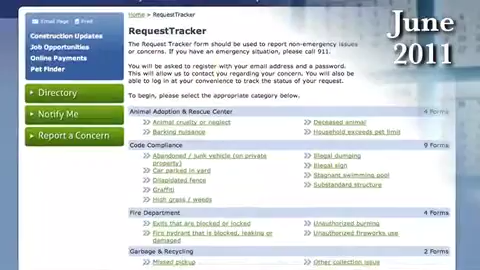 June
2011
Email Page Print
Construction Updates
Job Opportunities
Online Payments
Pet Finder
Directory
Notify Me
Report a Concern
Home > RequestTracker
RequestTracker
The Request Tracker form should be used to report non-emergency issues
or concerns. If you have an emergency situation, please call 911.
You will be asked to register with your email address and a password.
This will allow us to contact you regarding your concern. You will also be
able to log in at your convenience to track the status of your request.
To begin, please select the appropriate category below.
Animal Adoption & Rescue Center 4 Forms
Animal cruelty or neglect Deceased animal
Barking nuisance Household exceeds pet limit
Code Compliance 9 Forms
Abandoned / junk vehicle (on private Illegal dumping
property) Illegal sign
Car parked in yard Stagnant swimming pool
Dilapidated fence Substandard structure
Graffiti
High grass / weeds
Fire Department 4 Forms
Exits that are blocked or locked Unauthorized burning
Fire hydrant that is blocked, leaking or Unauthorized fireworks use
damaged
Garbage & Recycling 2 Forms
Missed pickup Other collection issue